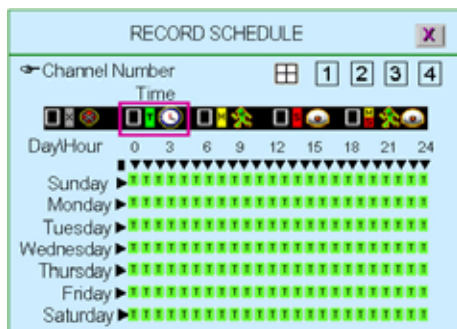 RECORD SCHEDULE X
Channel Number 1 2 3 4
Time
X T M S M
Day\Hour 0 3 6 9 12 15 18 21 24
Sunday T T T T T T T T T T T T T T T T T T T T T T T T
Monday T T T T T T T T T T T T T T T T T T T T T T T T
Tuesday T T T T T T T T T T T T T T T T T T T T T T T T
Wednesday T T T T T T T T T T T T T T T T T T T T T T T T
Thursday T T T T T T T T T T T T T T T T T T T T T T T T
Friday T T T T T T T T T T T T T T T T T T T T T T T T
Saturday T T T T T T T T T T T T T T T T T T T T T T T T